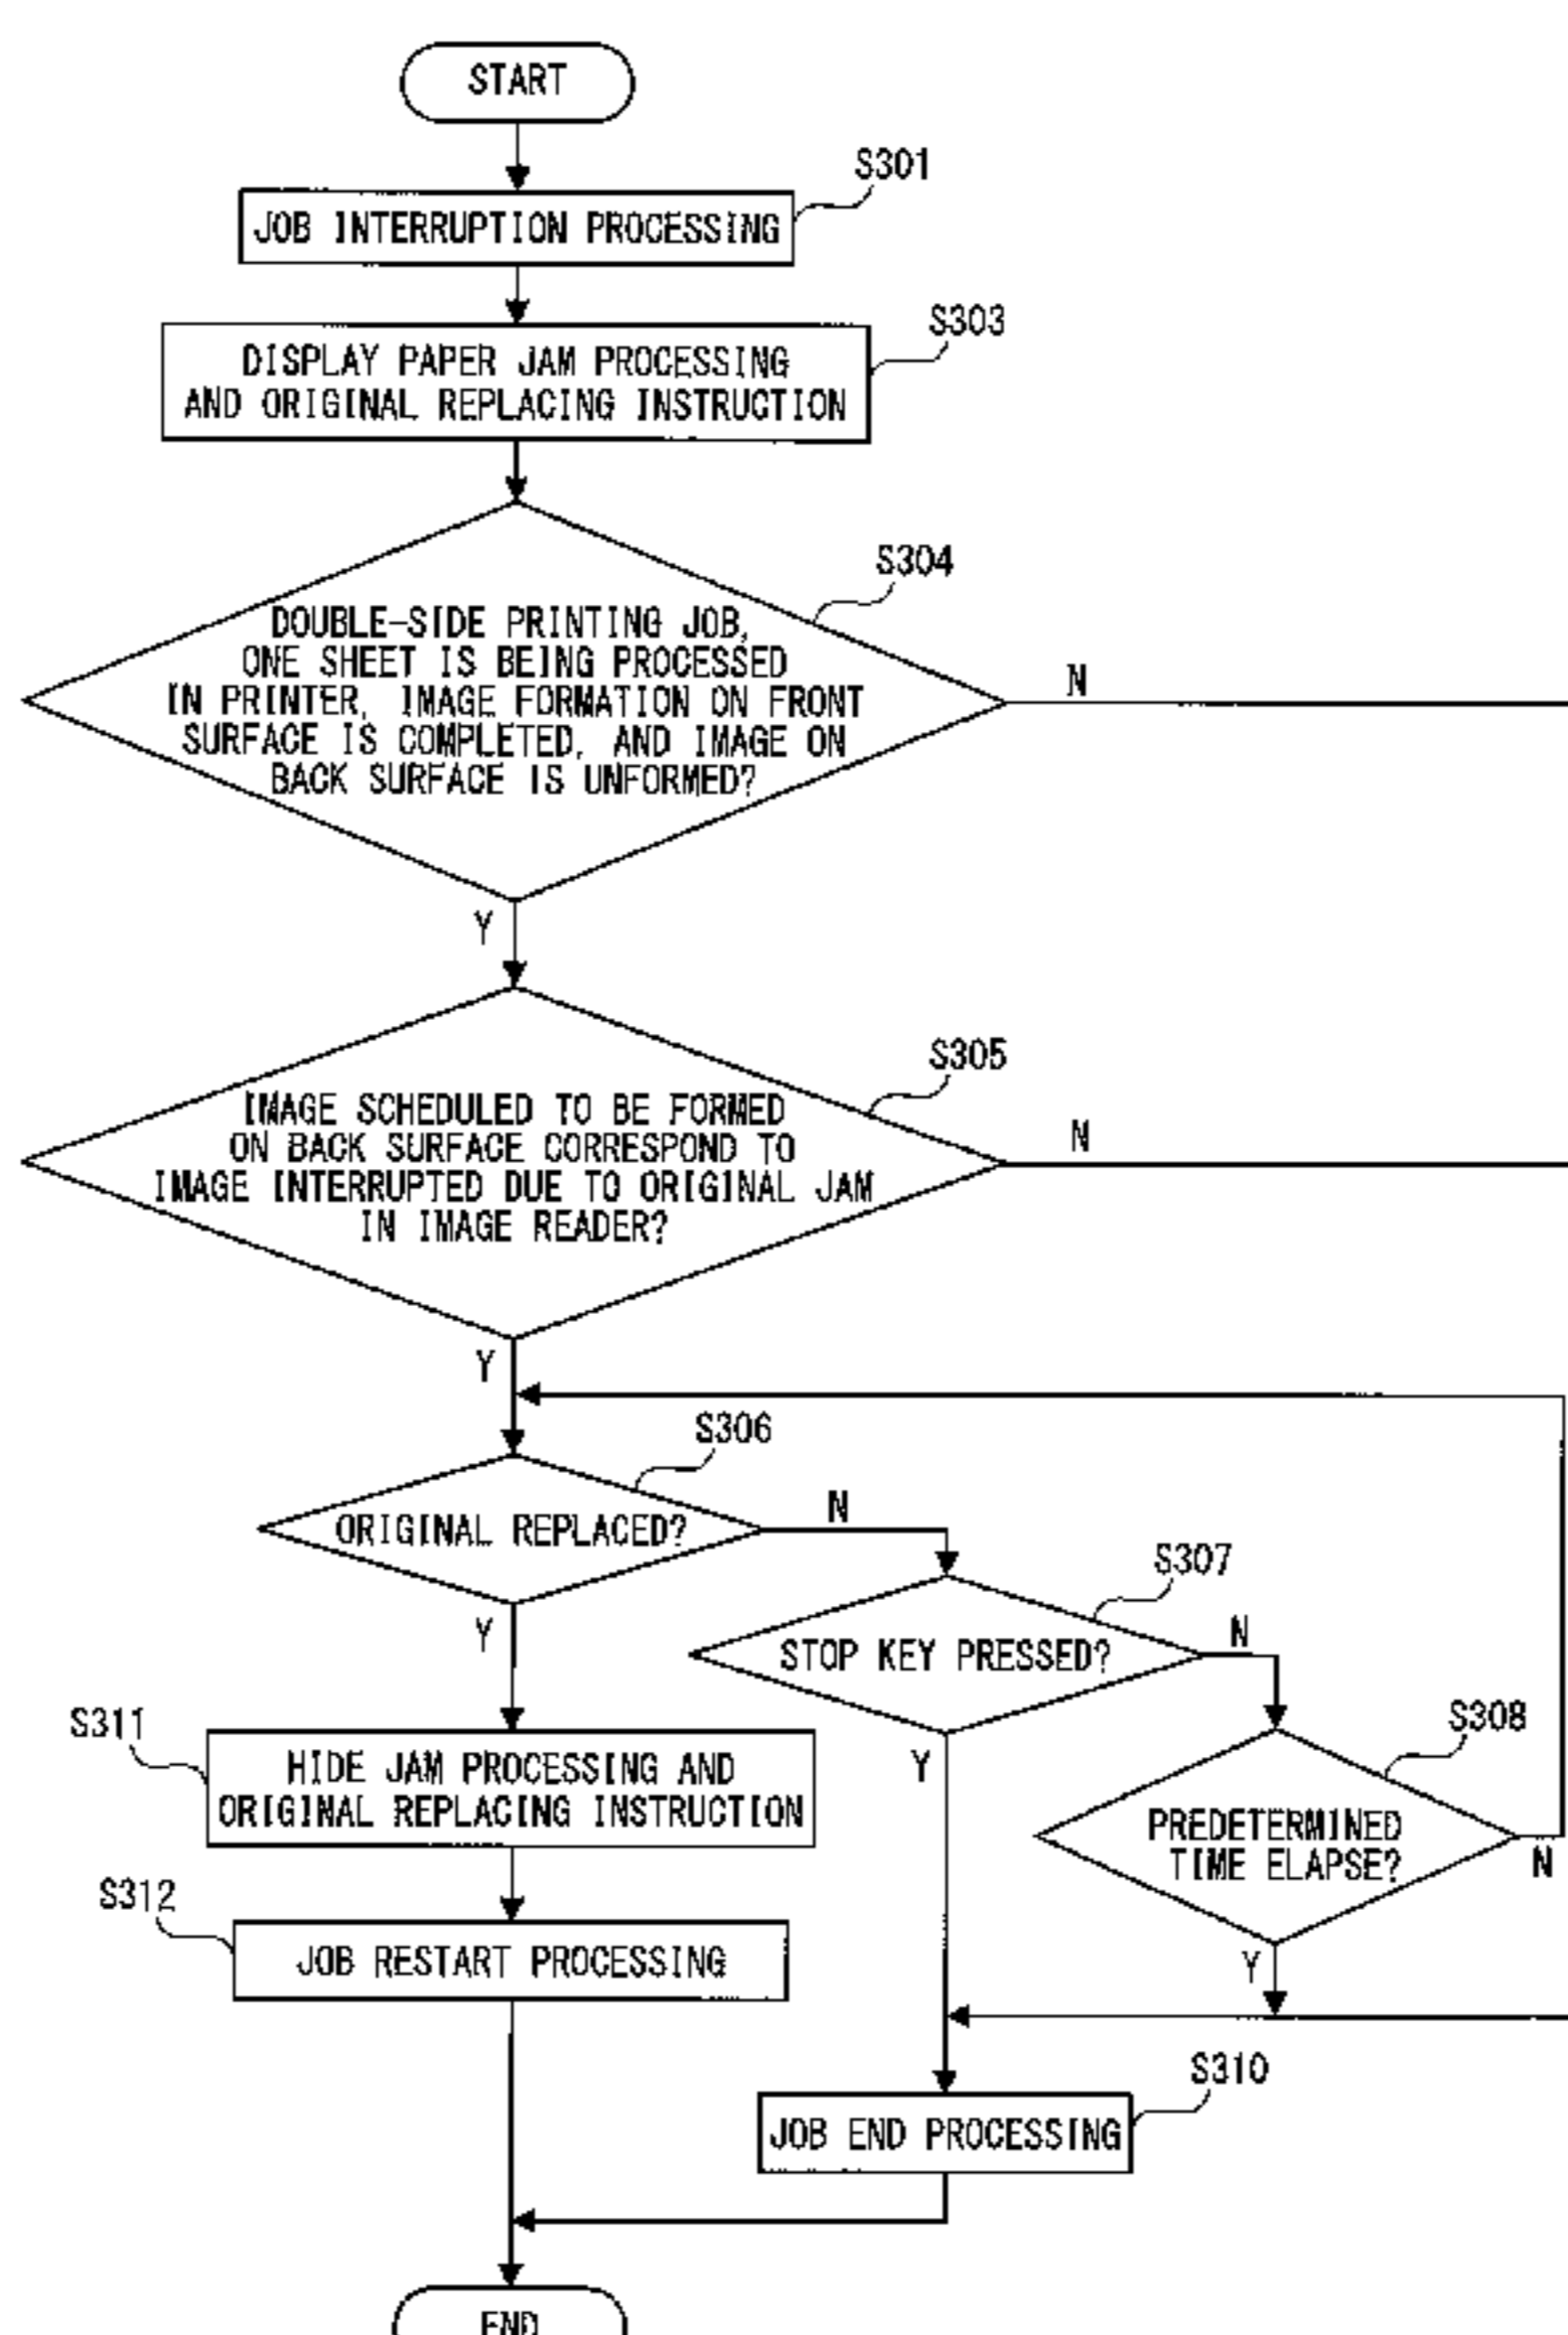 START
S301
JOB INTERRUPTION PROCESSING
S303
DISPLAY PAPER JAM PROCESSING
AND ORIGINAL REPLACING INSTRUCTION
S304
DOUBLE-SIDE PRINTING JOB,
ONE SHEET IS BEING PROCESSED
IN PRINTER, IMAGE FORMATION ON FRONT
SURFACE IS COMPLETED, AND IMAGE ON
BACK SURFACE IS UNFORMED?
N
Y
S305
IMAGE SCHEDULED TO BE FORMED
ON BACK SURFACE CORRESPOND TO
IMAGE INTERRUPTED DUE TO ORIGINAL JAM
IN IMAGE READER?
N
Y
S306
ORIGINAL REPLACED?
N
Y
S307
STOP KEY PRESSED?
N
Y
S308
PREDETERMINED
TIME ELAPSE?
N
Y
S311
HIDE JAM PROCESSING AND
ORIGINAL REPLACING INSTRUCTION
S312
JOB RESTART PROCESSING
S310
JOB END PROCESSING
END